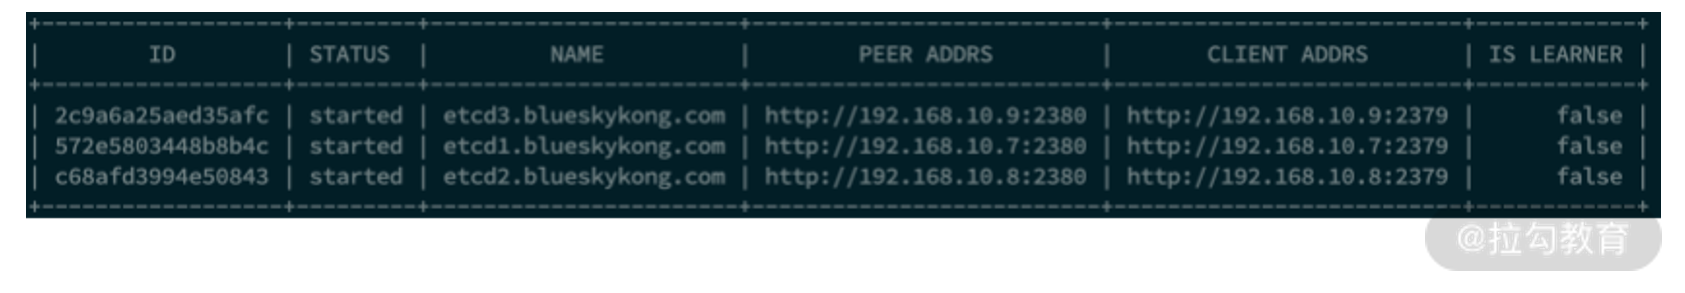 ID | STATUS | NAME | PEER ADDRS | CLIENT ADDRS | IS LEARNER
2c9a6a25aed35afc | started | etcd3.blueskykong.com | http://192.168.10.9:2380 | http://192.168.10.9:2379 | false
572e5803448b8b4c | started | etcd1.blueskykong.com | http://192.168.10.7:2380 | http://192.168.10.7:2379 | false
c68afd3994e50843 | started | etcd2.blueskykong.com | http://192.168.10.8:2380 | http://192.168.10.8:2379 | false
@拉勾教育